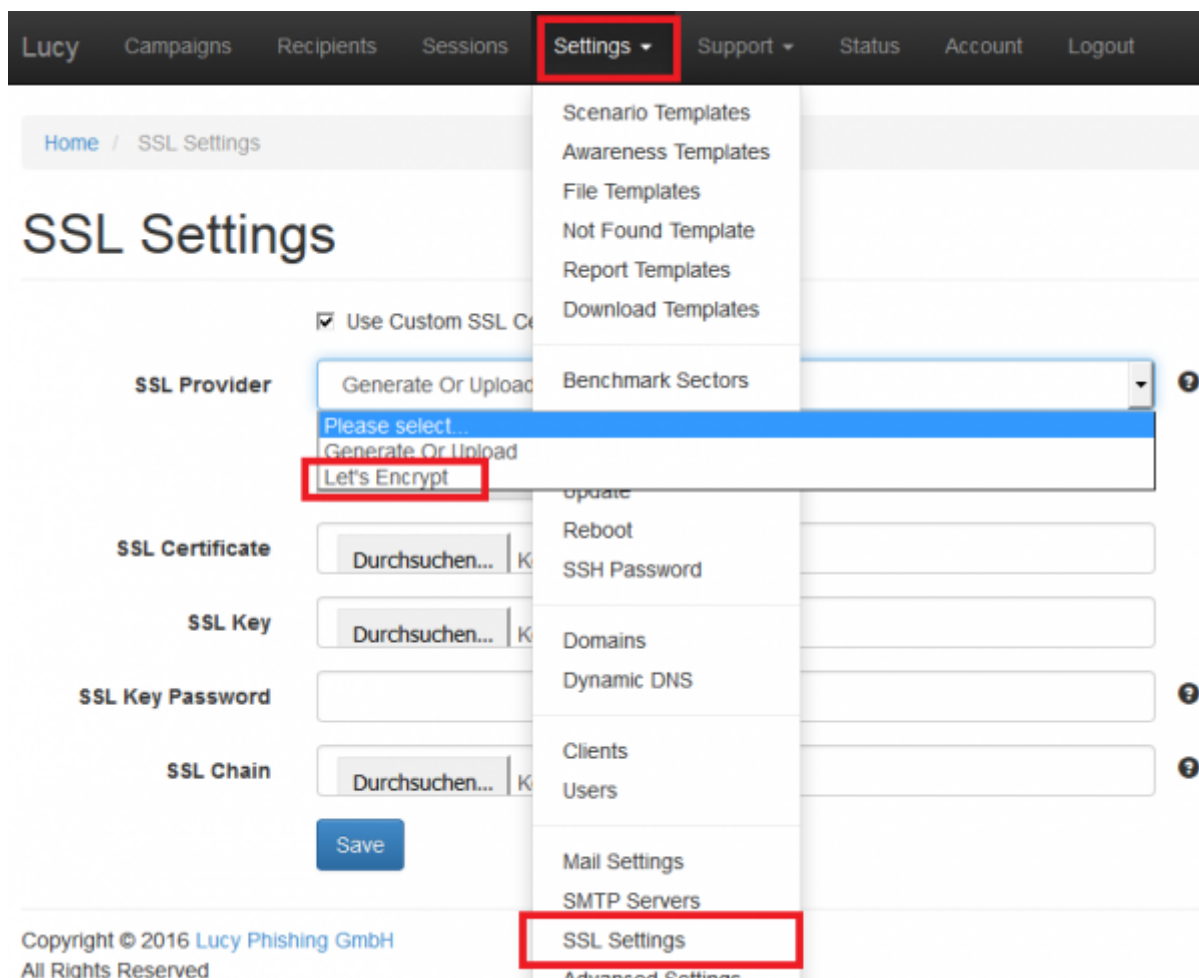 Lucy Campaigns Recipients Sessions Settings Support Status Account Logout
Home / SSL Settings
SSL Settings
Use Custom SSL
SSL Provider
Generate Or Upload
Please select...
Generate Or Upload
Let's Encrypt
SSL Certificate
Durchsuchen...
SSL Key
Durchsuchen...
SSL Key Password
SSL Chain
Durchsuchen...
Save
Scenario Templates
Awareness Templates
File Templates
Not Found Template
Report Templates
Download Templates
Benchmark Sectors
Update
Reboot
SSH Password
Domains
Dynamic DNS
Clients
Users
Mail Settings
SMTP Servers
SSL Settings
Advanced Settings
Copyright © 2016 Lucy Phishing GmbH
All Rights Reserved